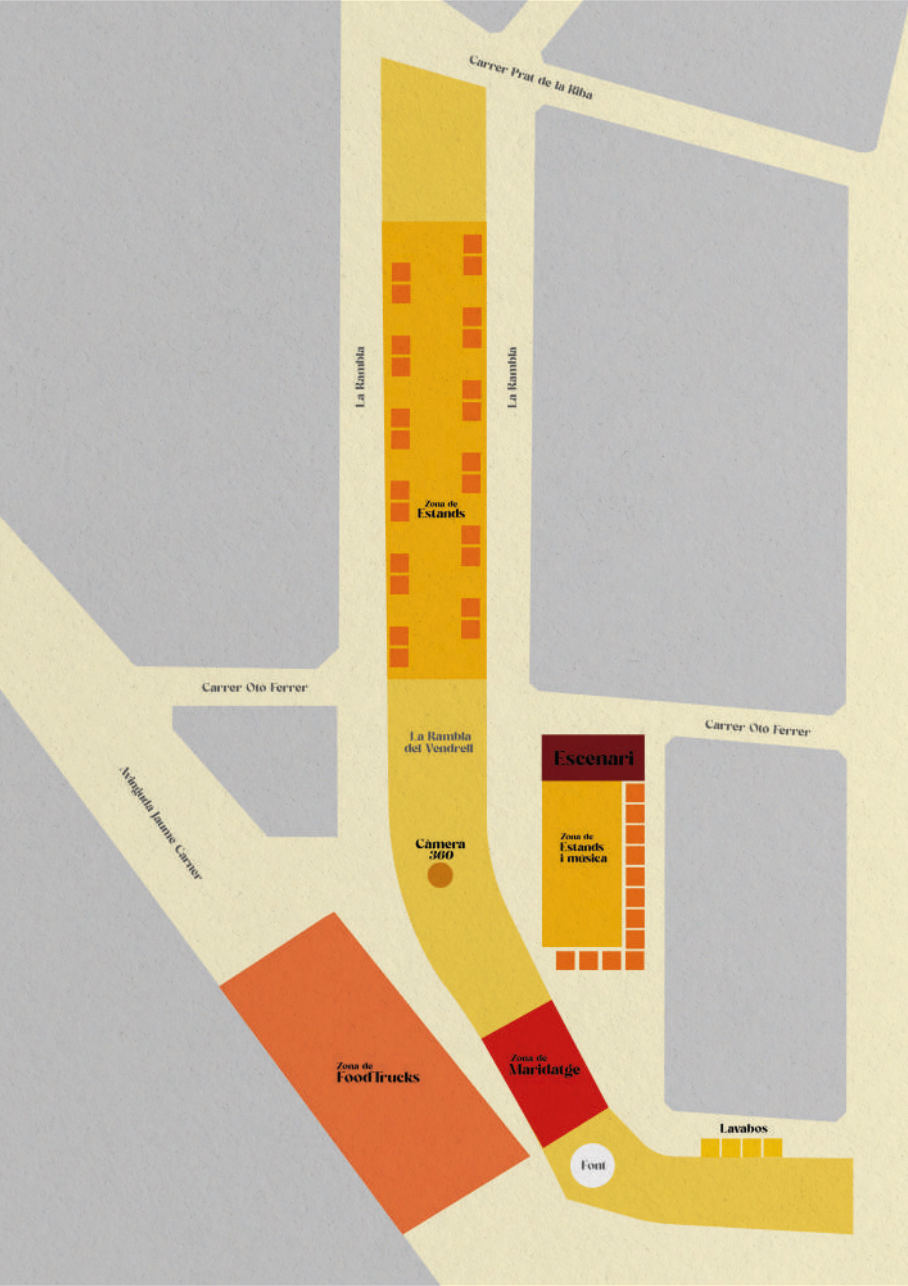 Carrer Prat de la Riba
La Rambla
La Rambla
Zona de
Estands
Carrer Oto Ferrer
Carrer Oto Ferrer
La Rambla
del Vendrell
Escenari
Avinguda Jaume Carner
Càmera
360
Zona de
Estands
i música
Zona de
Maridatge
Zona de
FoodTrucks
Lavabos
Font